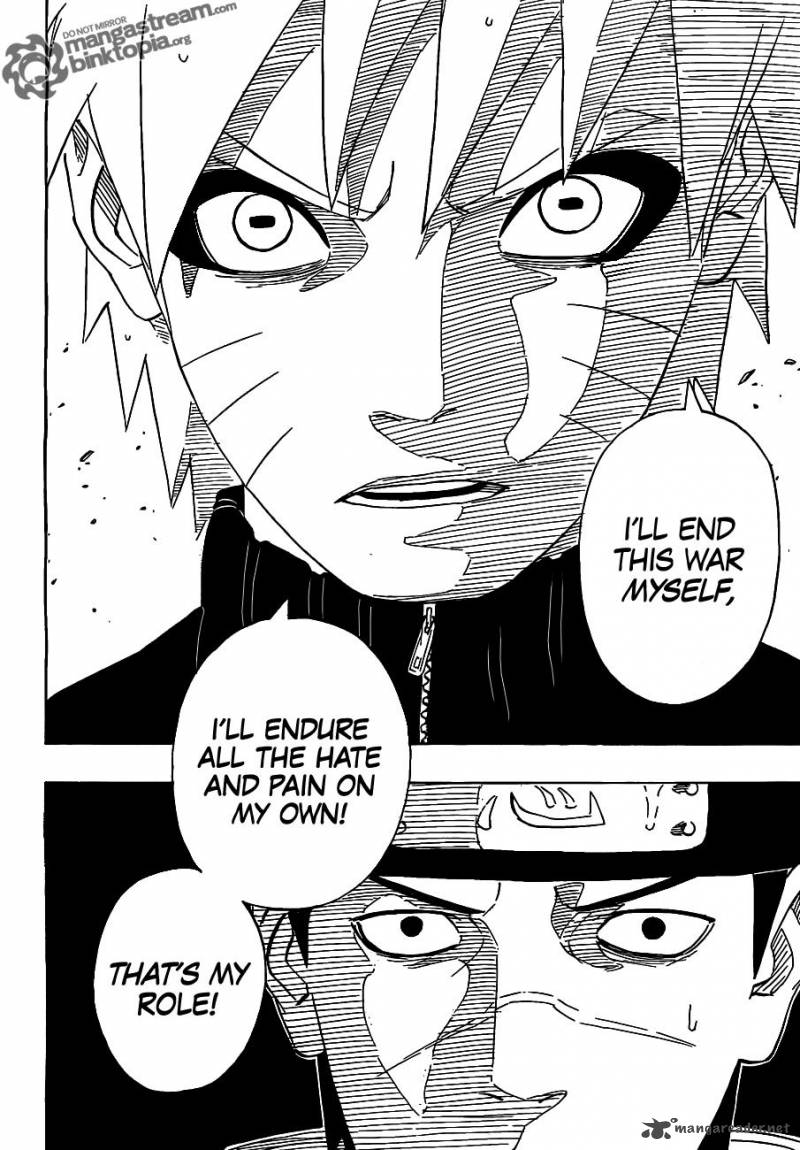 DO NOT MIRROR
mangastream.com
binktopia.org
I'LL END
THIS WAR
MYSELF,
I'LL ENDURE
ALL THE HATE
AND PAIN ON
MY OWN!
THAT'S MY
ROLE!
mangareader.net